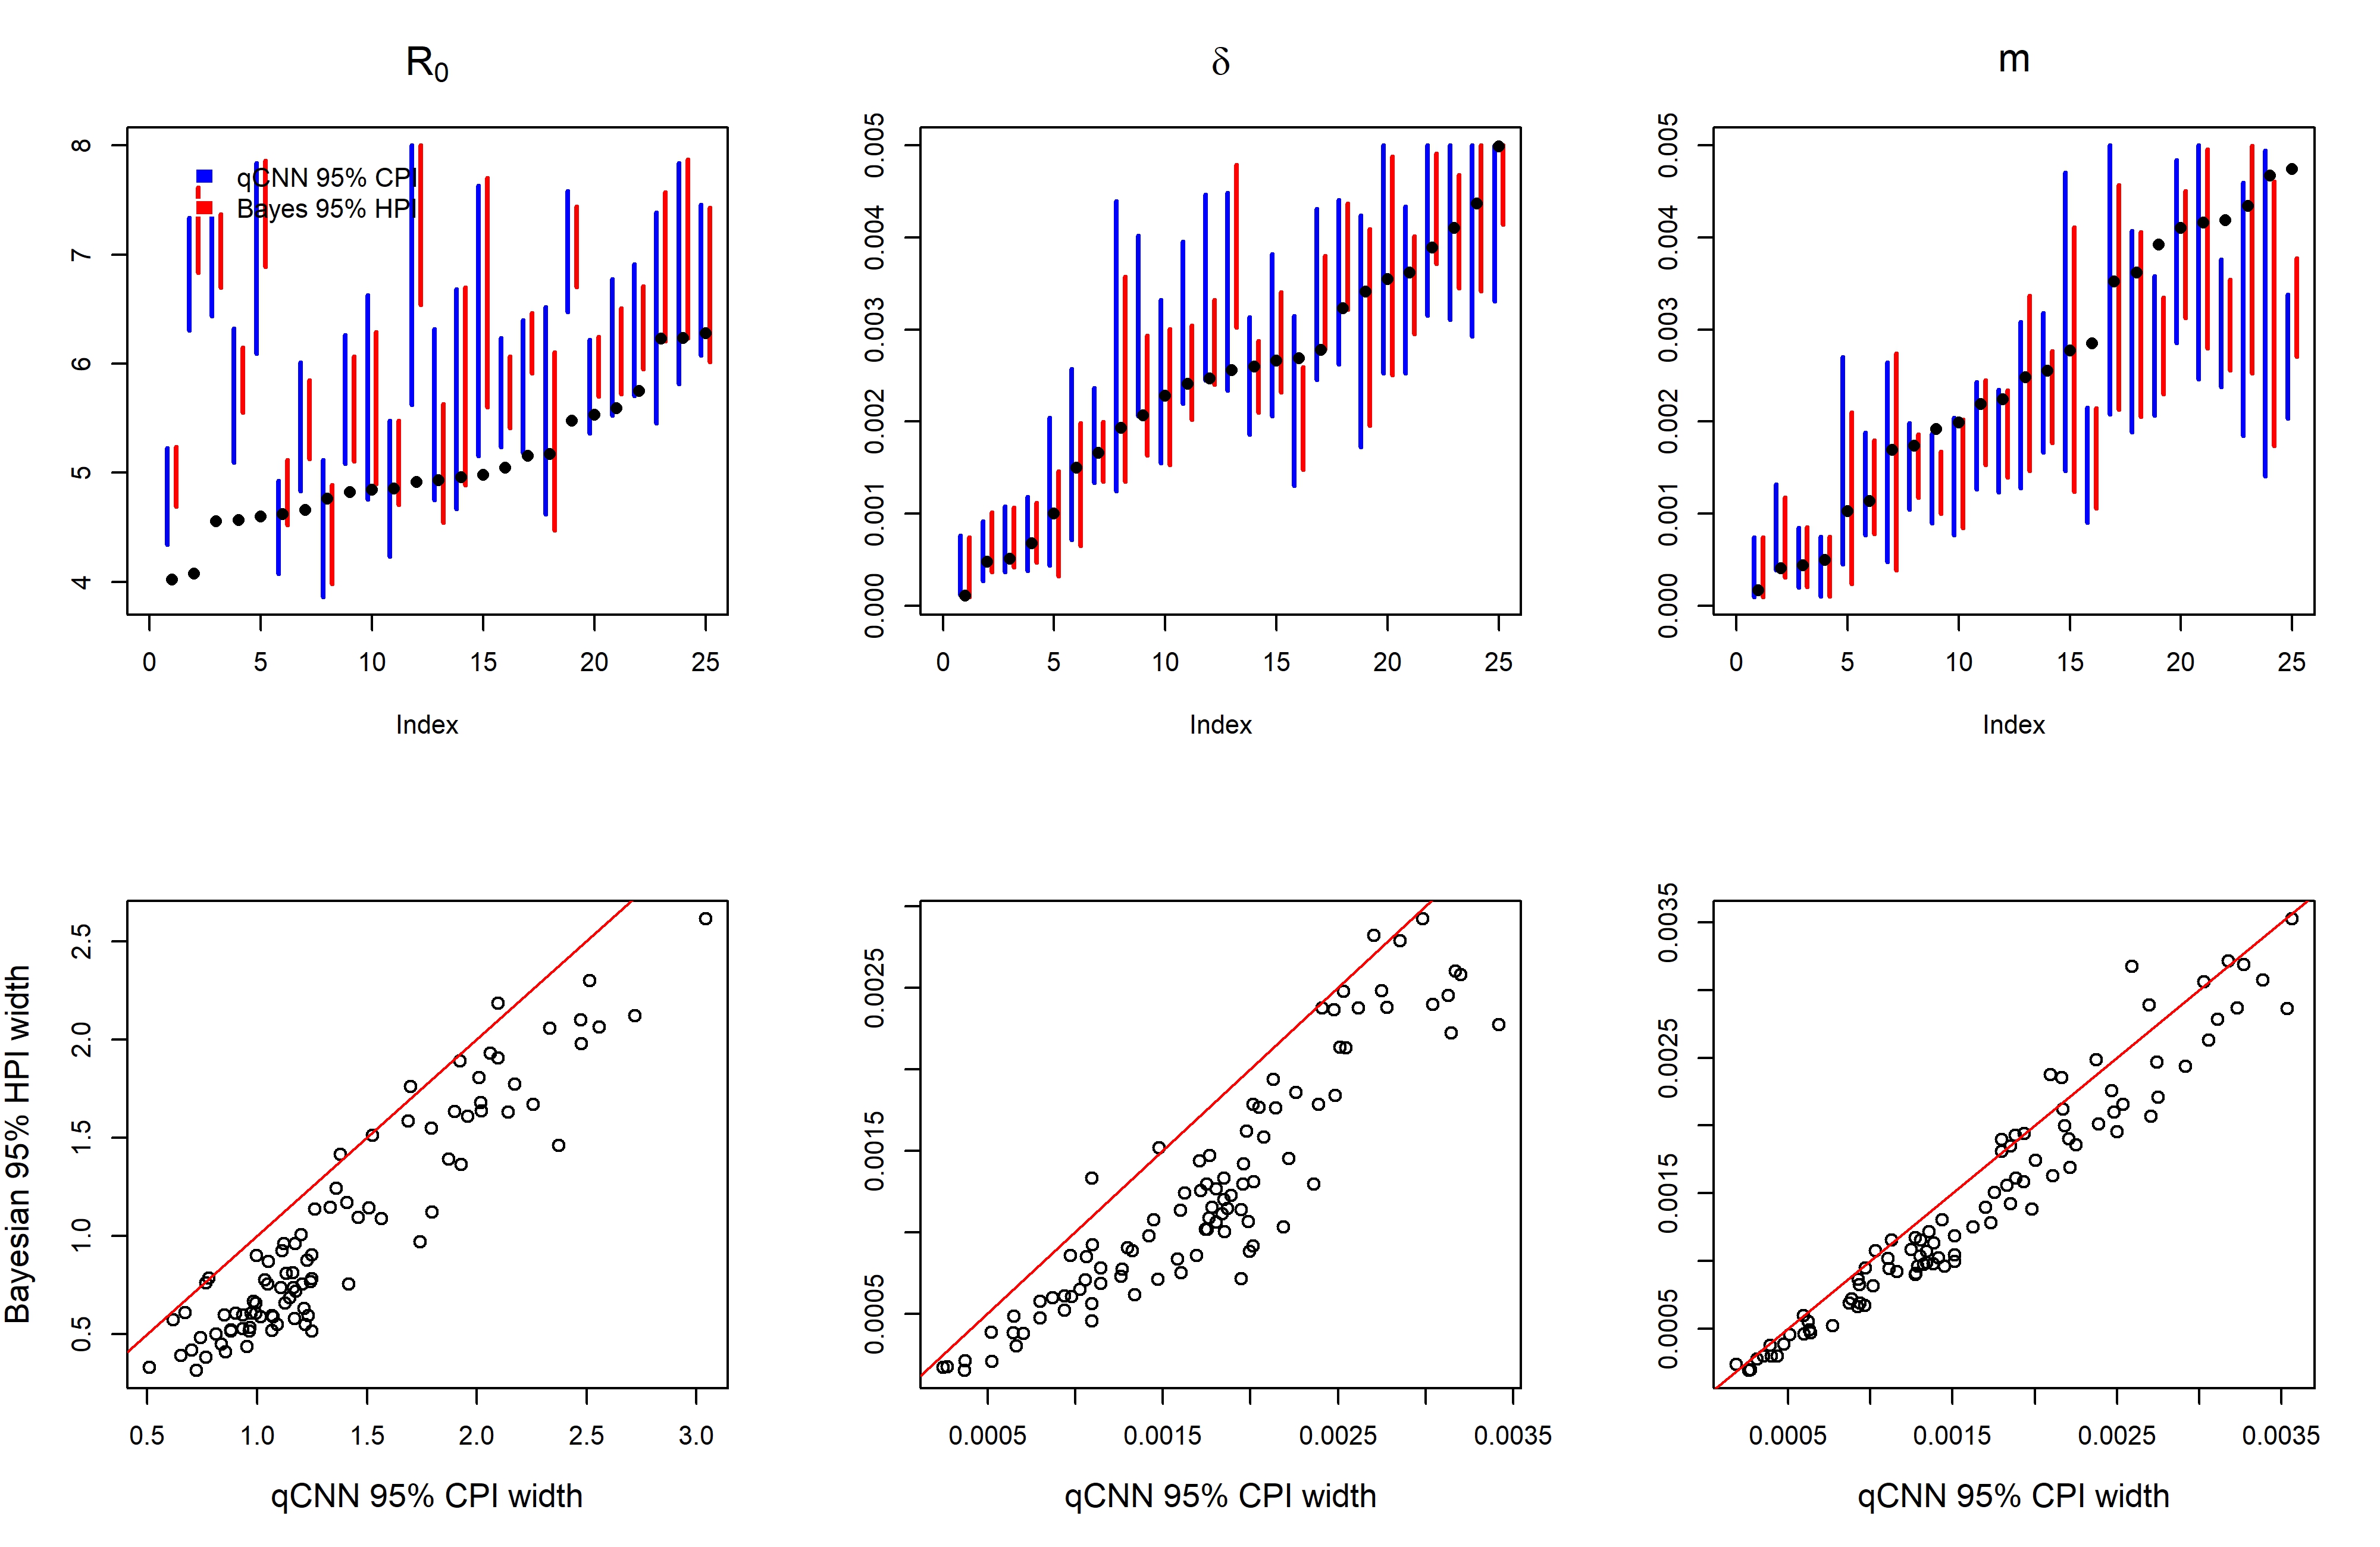 R₀
δ
m
8
7
6
5
4
qCNN 95% CPI
Bayes 95% HPI
0 5 10 15 20 25
Index
0.005
0.004
0.003
0.002
0.001
0.000
0 5 10 15 20 25
Index
0.005
0.004
0.003
0.002
0.001
0.000
0 5 10 15 20 25
Index
Bayesian 95% HPI width
2.5
2.0
1.5
1.0
0.5
0.5 1.0 1.5 2.0 2.5 3.0
qCNN 95% CPI width
0.0025
0.0015
0.0005
0.0005 0.0015 0.0025 0.0035
qCNN 95% CPI width
0.0035
0.0025
0.0015
0.0005
0.0005 0.0015 0.0025 0.0035
qCNN 95% CPI width